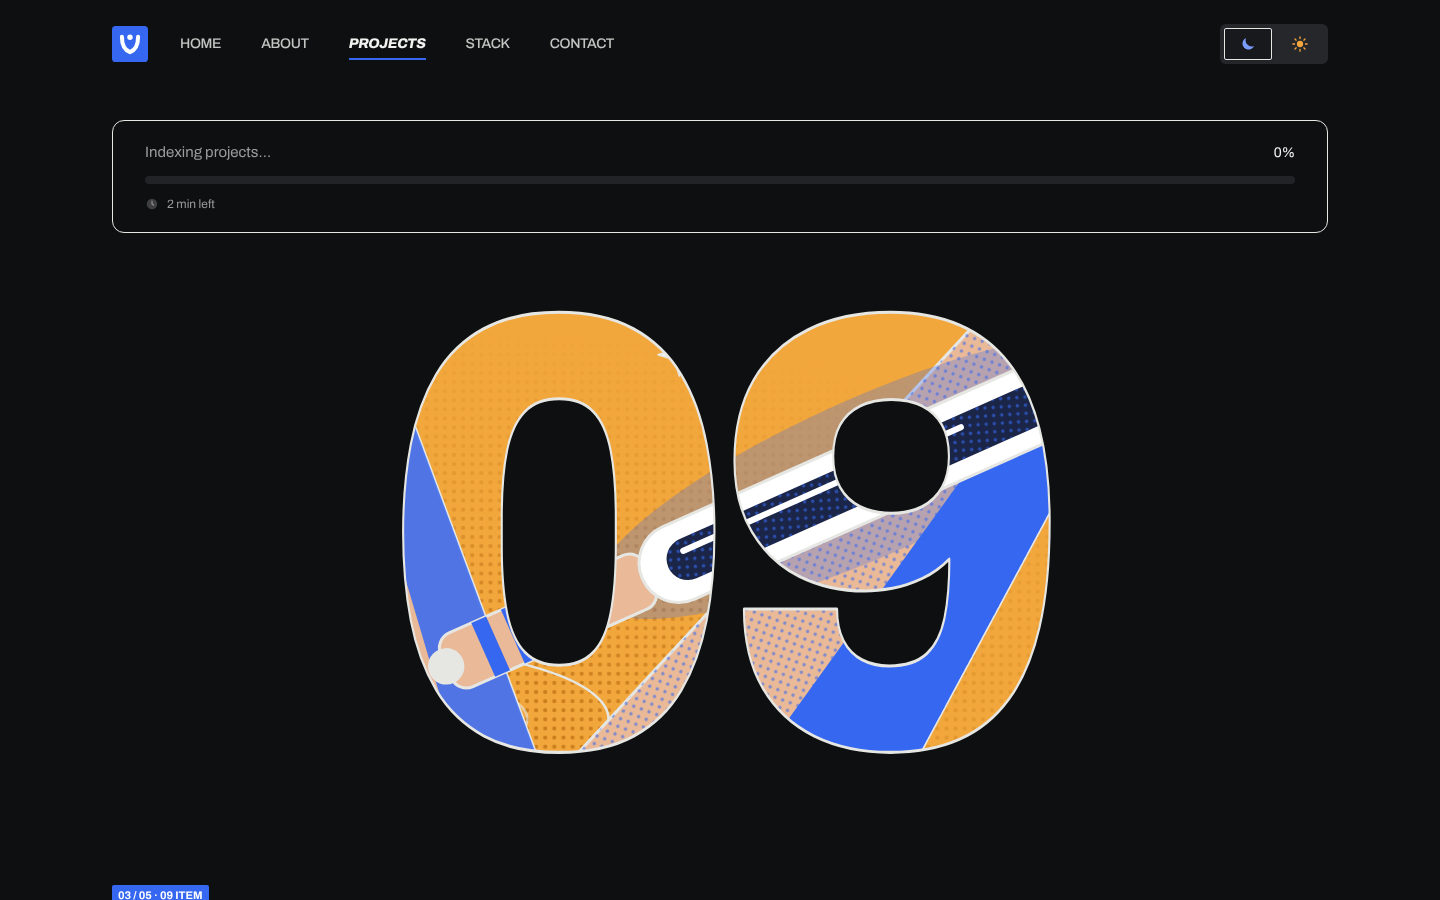 HOME
ABOUT
PROJECTS
STACK
CONTACT
Indexing projects...
0%
2 min left
09
03 / 05 · 09 ITEM